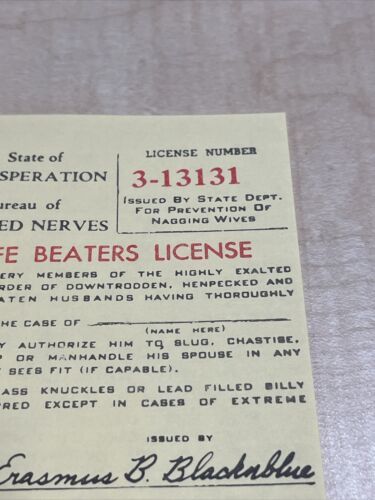 State of
SPERATION
ureau of
ED NERVES
LICENSE NUMBER
3-13131
ISSUED BY STATE DEPT.
FOR PREVENTION OF
NAGGING WIVES
FE BEATERS LICENSE
ERY MEMBERS OF THE HIGHLY EXALTED
RDER OF DOWNTRODDEN, HENPECKED AND
ATEN HUSBANDS HAVING THOROUGHLY
THE CASE OF
(NAME HERE)
Y AUTHORIZE HIM TO SLUG, CHASTISE,
P OR MANHANDLE HIS SPOUSE IN ANY
SEES FIT (IF CAPABLE).
ASS KNUCKLES OR LEAD FILLED BILLY
RRED EXCEPT IN CASES OF EXTREME
ISSUED BY
Erasmus B. Blacknblue